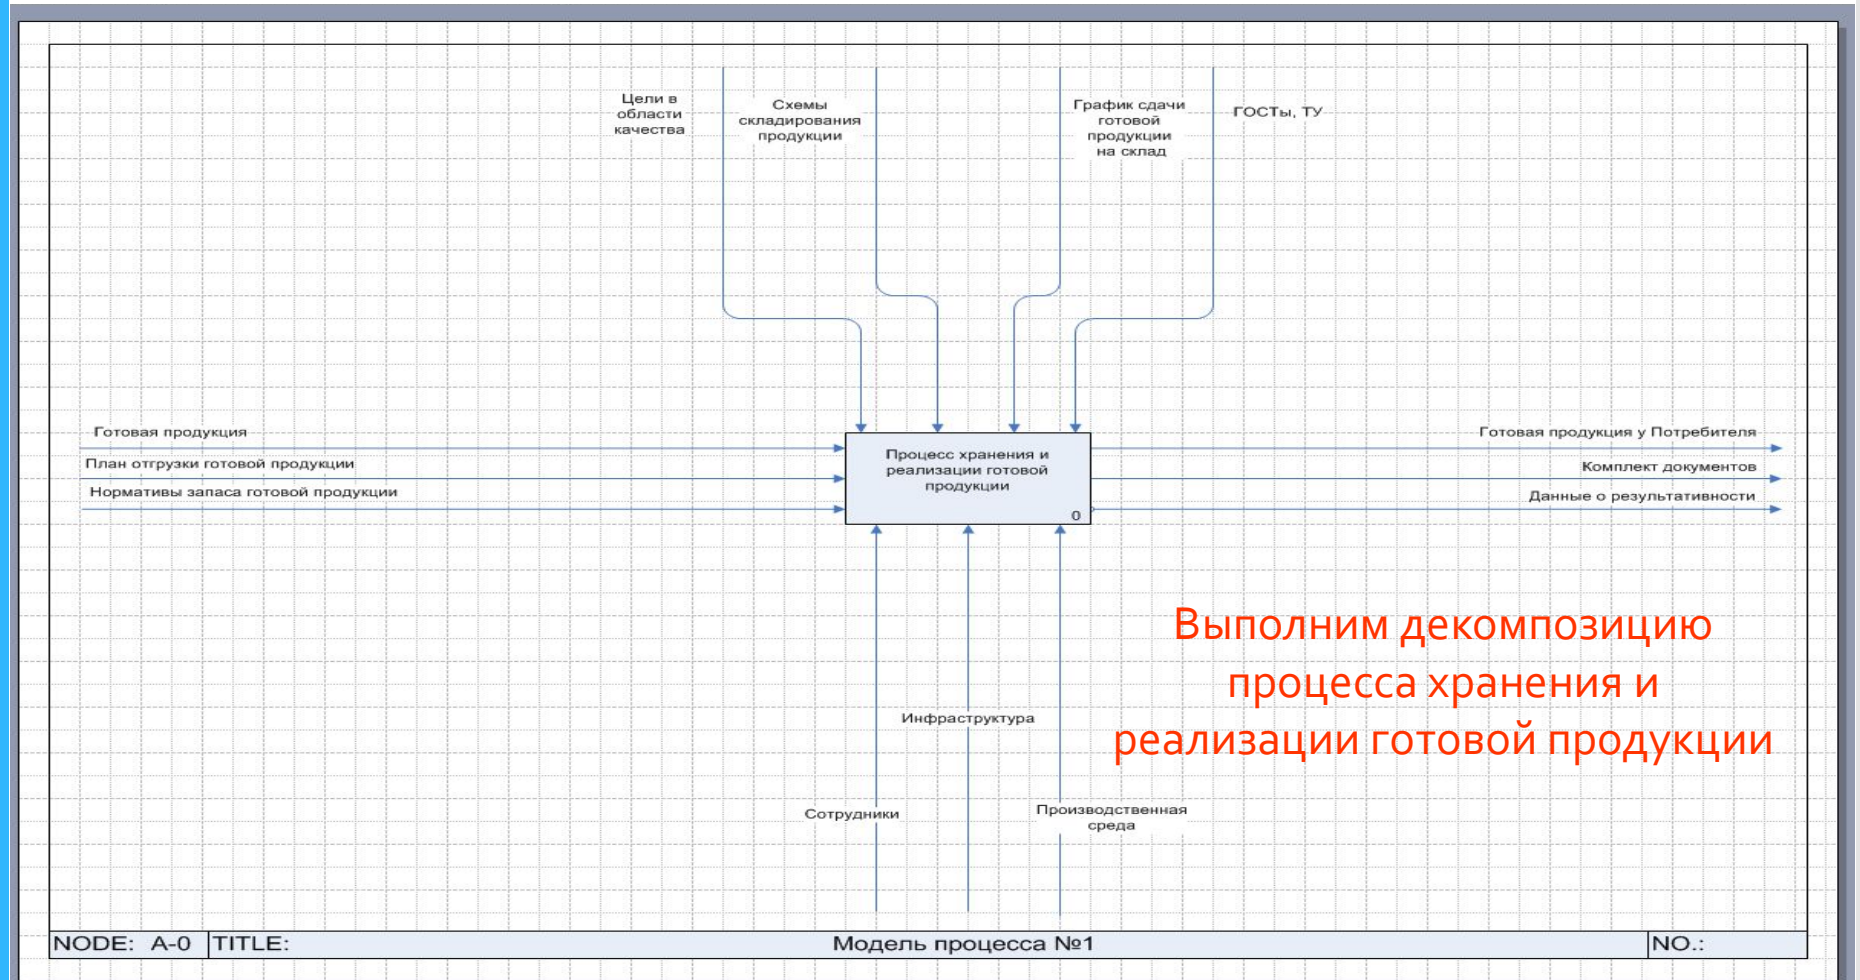 Цели в
области
качества
Схемы
складирования
продукции
График сдачи
готовой
продукции
на склад
ГОСТы, ТУ
Готовая продукция
План отгрузки готовой продукции
Нормативы запаса готовой продукции
Процесс хранения и
реализации готовой
продукции
0
Готовая продукция у Потребителя
Комплект документов
Данные о результативности
Выполним декомпозицию
процесса хранения и
реализации готовой продукции
Инфраструктура
Сотрудники
Производственная
среда
NODE: A-0 TITLE: Модель процесса №1 NO.: